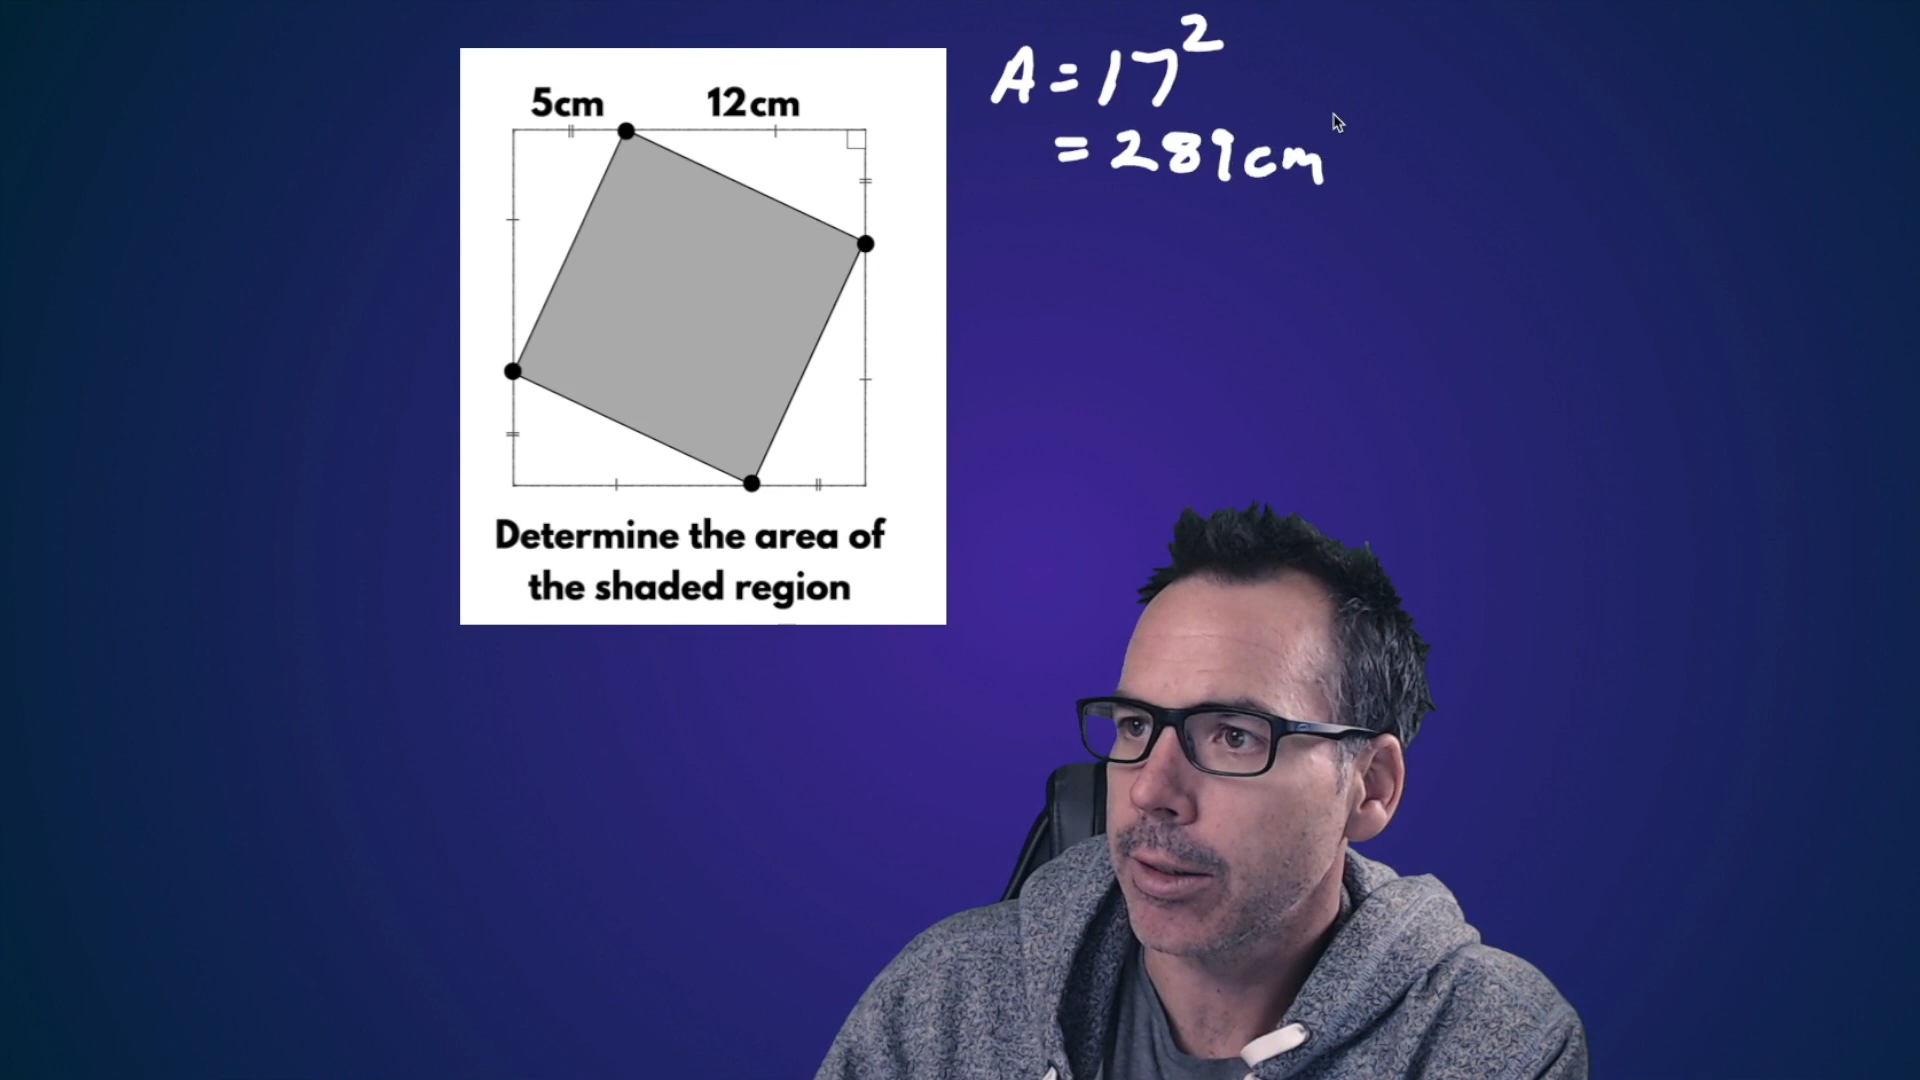 5cm 12cm
Determine the area of
the shaded region
A = 17²
= 289cm